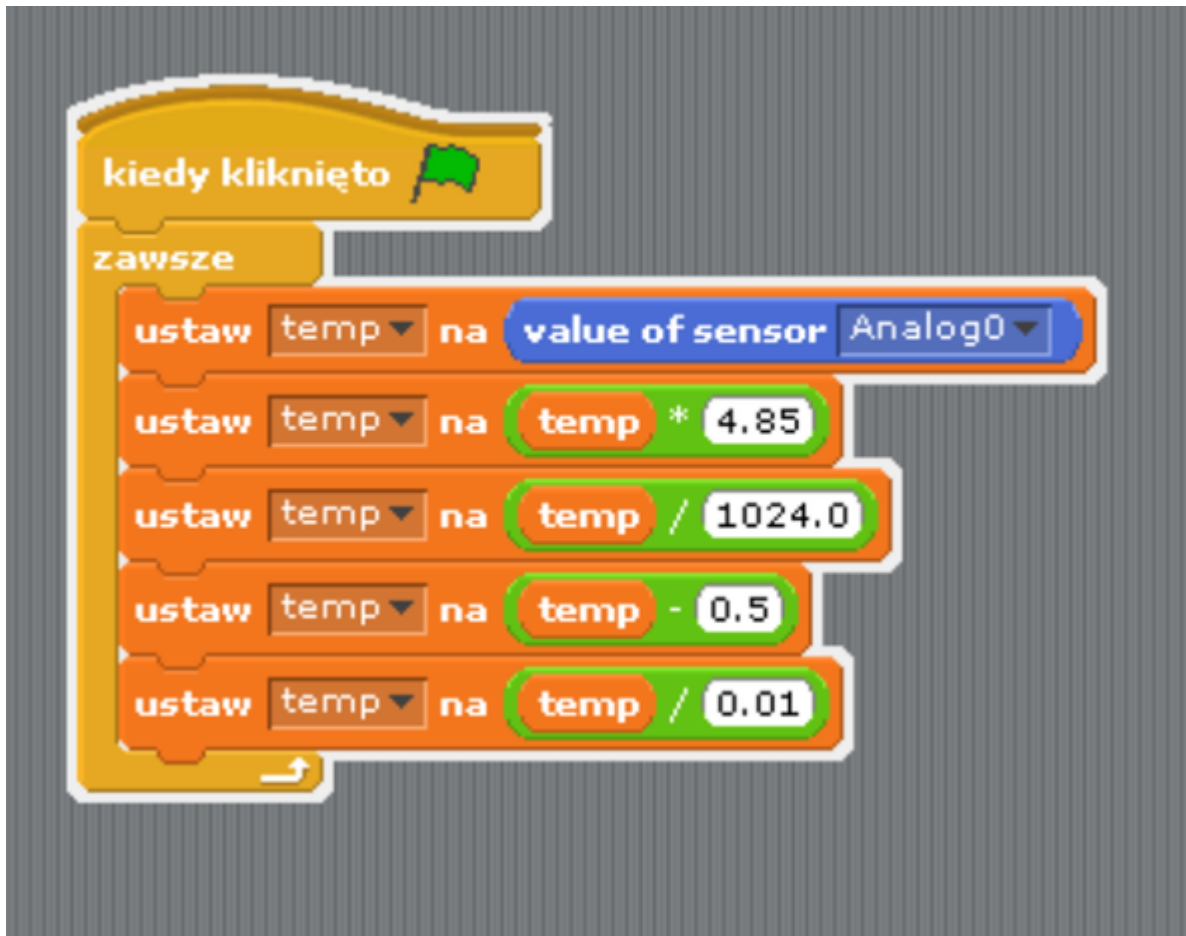 kiedy kliknięto
zawsze
ustaw temp na value of sensor Analog0
ustaw temp na temp * 4.85
ustaw temp na temp / 1024.0
ustaw temp na temp - 0.5
ustaw temp na temp / 0.01